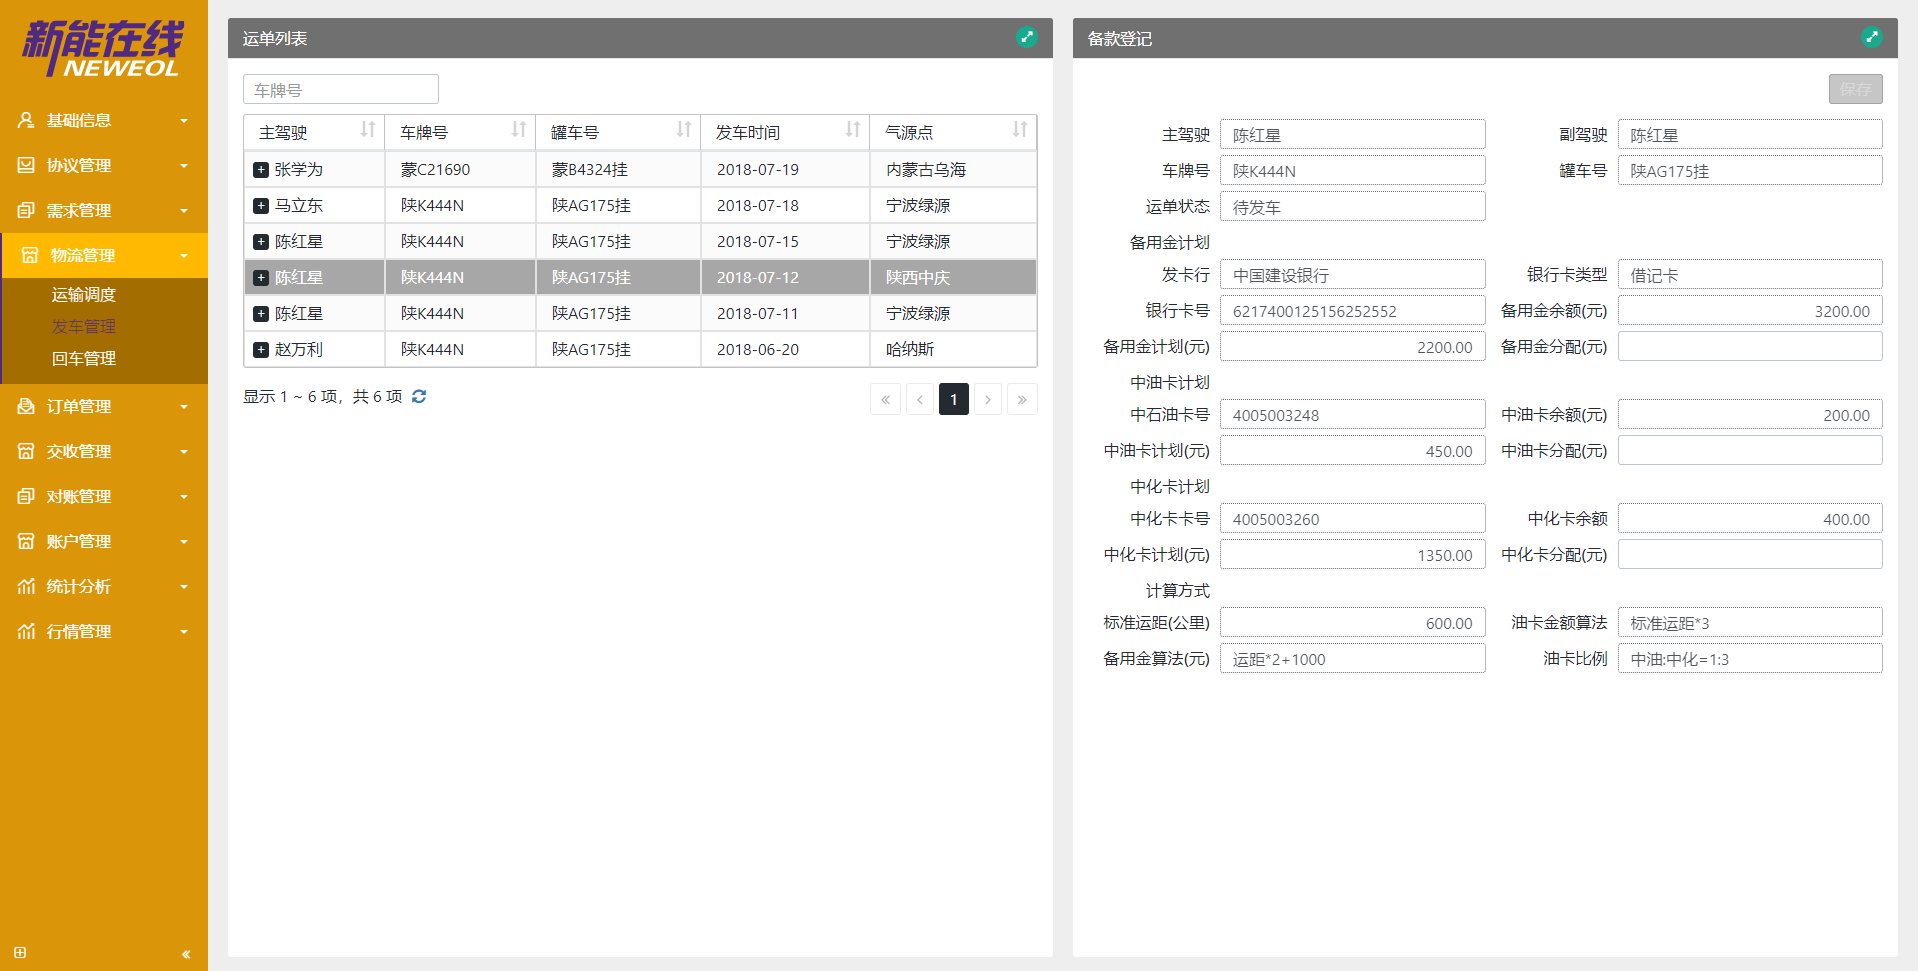 新能在线
NEWEOL
基础信息
协议管理
需求管理
物流管理
运输调度
发车管理
回车管理
订单管理
交收管理
对账管理
账户管理
统计分析
行情管理
运单列表
车牌号
主驾驶 车牌号 罐车号 发车时间 气源点
张学为 蒙C21690 蒙B4324挂 2018-07-19 内蒙古乌海
马立东 陕K444N 陕AG175挂 2018-07-18 宁波绿源
陈红星 陕K444N 陕AG175挂 2018-07-15 宁波绿源
陈红星 陕K444N 陕AG175挂 2018-07-12 陕西中庆
陈红星 陕K444N 陕AG175挂 2018-07-11 宁波绿源
赵万利 陕K444N 陕AG175挂 2018-06-20 哈纳斯
显示 1 ~ 6 项，共 6 项
« ‹ 1 › »
备款登记
保存
主驾驶 陈红星 副驾驶 陈红星
车牌号 陕K444N 罐车号 陕AG175挂
运单状态 待发车
备用金计划
发卡行 中国建设银行 银行卡类型 借记卡
银行卡号 6217400125156252552 备用金余额(元) 3200.00
备用金计划(元) 2200.00 备用金分配(元)
中油卡计划
中石油卡号 4005003248 中油卡余额(元) 200.00
中油卡计划(元) 450.00 中油卡分配(元)
中化卡计划
中化卡卡号 4005003260 中化卡余额 400.00
中化卡计划(元) 1350.00 中化卡分配(元)
计算方式
标准运距(公里) 600.00 油卡金额算法 标准运距*3
备用金算法(元) 运距*2+1000 油卡比例 中油:中化=1:3